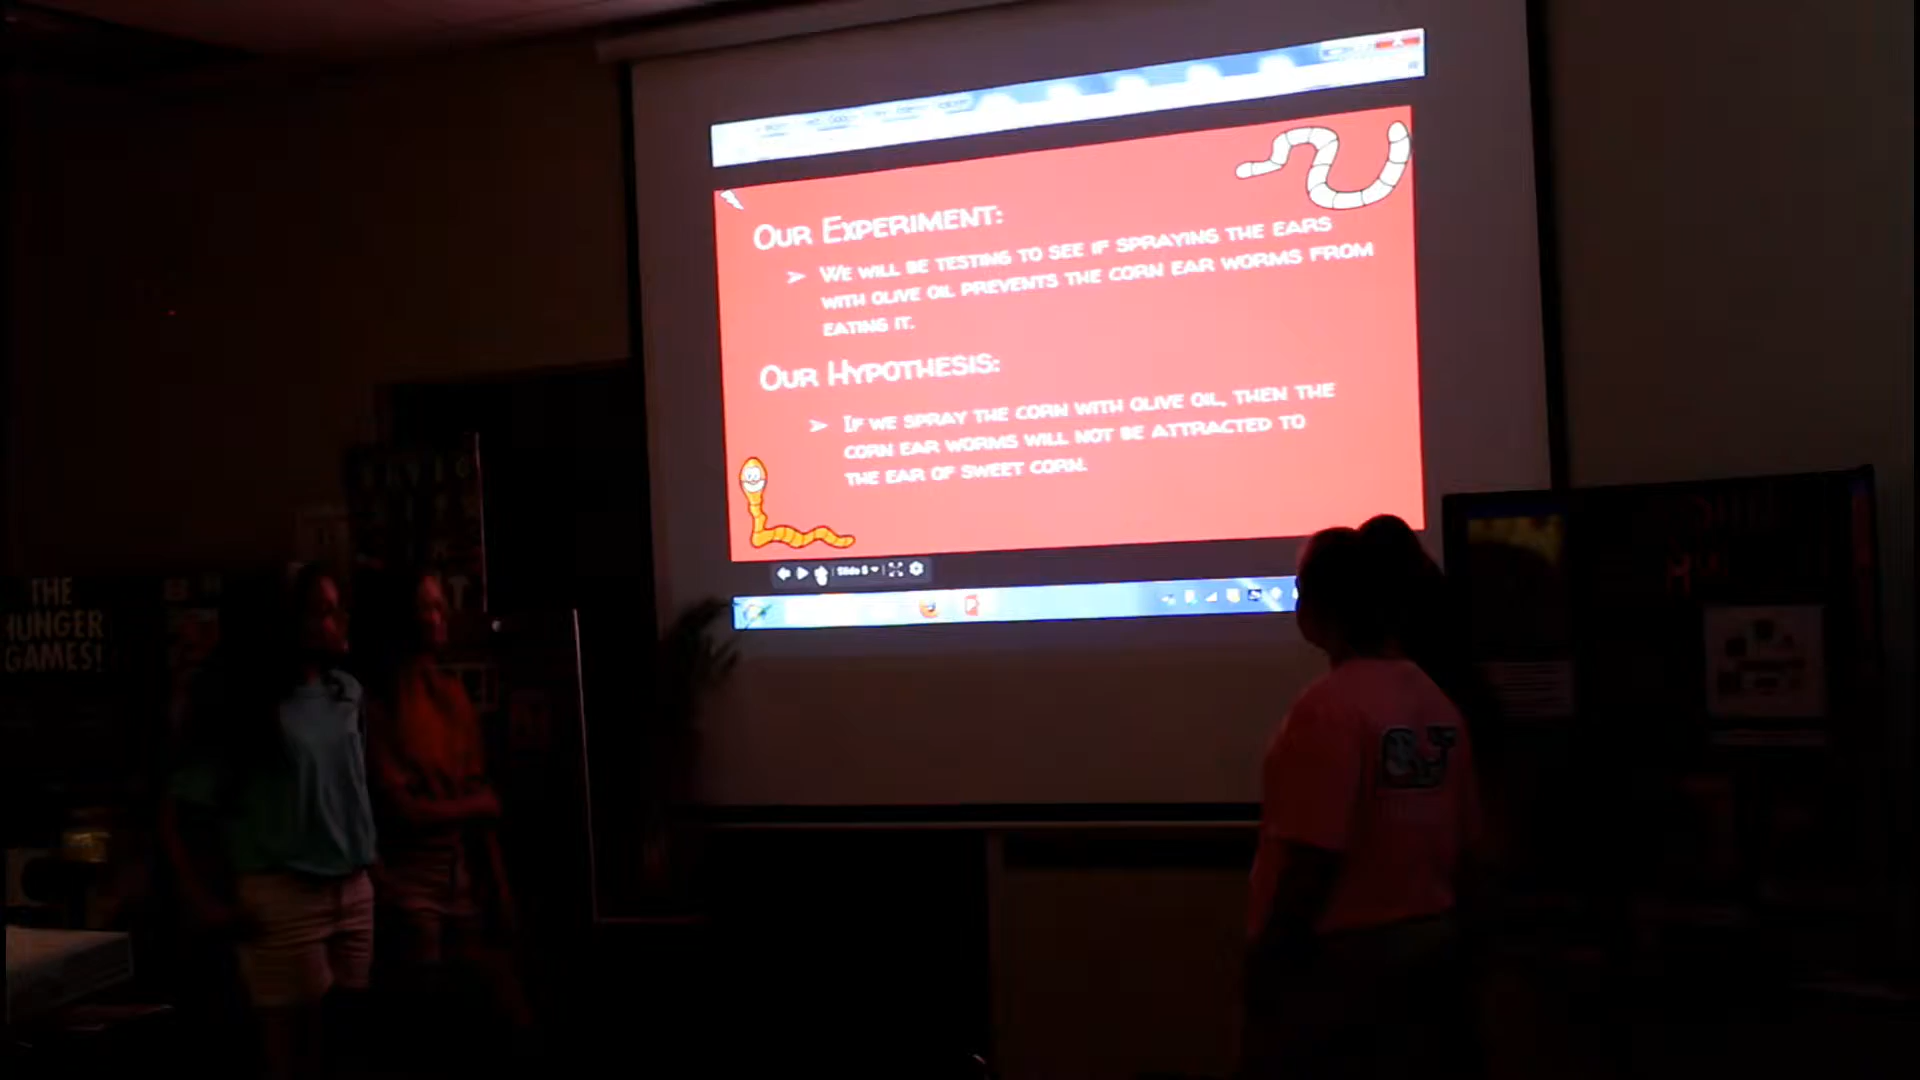 OUR EXPERIMENT:
WE WILL BE TESTING TO SEE IF SPRAYING THE EARS
WITH OLIVE OIL PREVENTS THE CORN EAR WORMS FROM
EATING IT.
OUR HYPOTHESIS:
IF WE SPRAY THE CORN WITH OLIVE OIL, THEN THE
CORN EAR WORMS WILL NOT BE ATTRACTED TO
THE EAR OF SWEET CORN.
Slide 5
THE
HUNGER
GAMES!